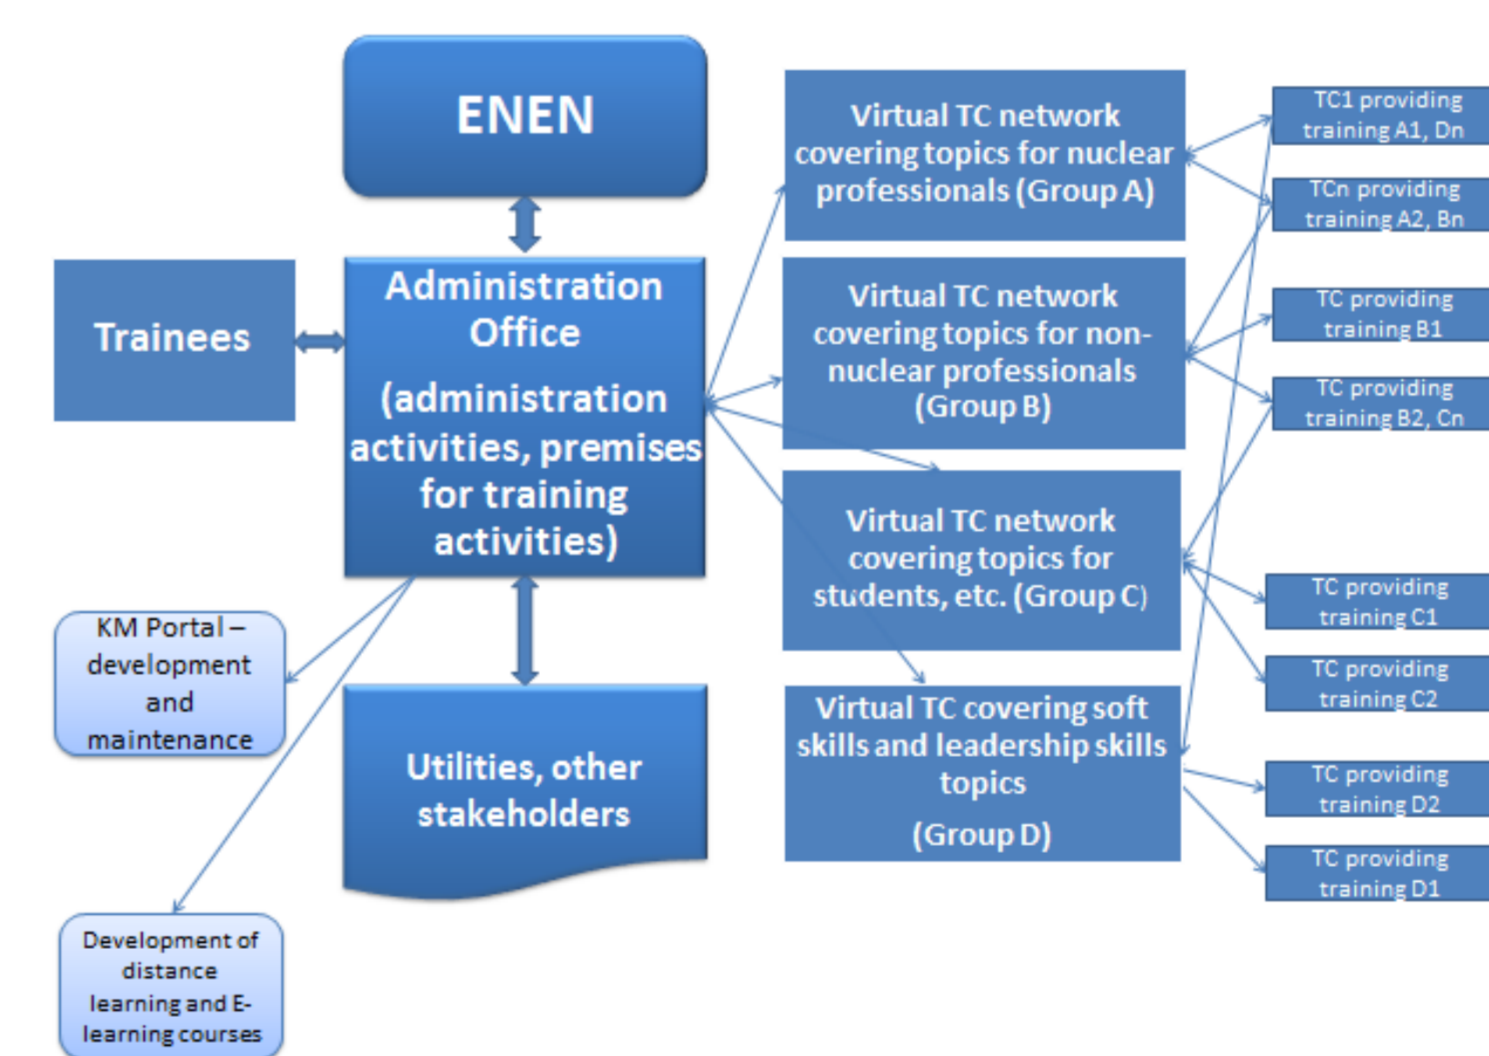 ENEN
Trainees
Administration
Office
(administration
activities, premises
for training
activities)
KM Portal –
development
and
maintenance
Utilities, other
stakeholders
Development of
distance
learning and E-
learning courses
Virtual TC network
covering topics for nuclear
professionals (Group A)
Virtual TC network
covering topics for non-
nuclear professionals
(Group B)
Virtual TC network
covering topics for
students, etc. (Group C)
Virtual TC covering soft
skills and leadership skills
topics
(Group D)
TC1 providing
training A1, Dn
TCn providing
training A2, Bn
TC providing
training B1
TC providing
training B2, Cn
TC providing
training C1
TC providing
training C2
TC providing
training D2
TC providing
training D1